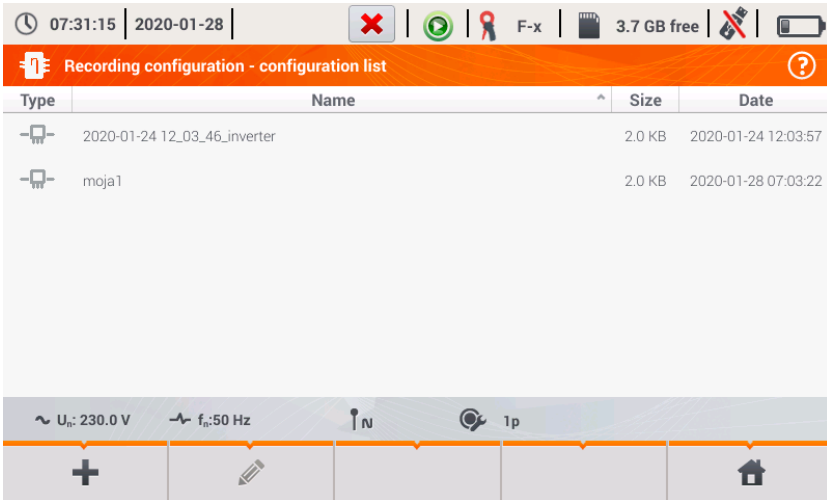 07:31:15 2020-01-28 F-x 3.7 GB free
Recording configuration - configuration list ?
Type Name Size Date
2020-01-24 12_03_46_inverter 2.0 KB 2020-01-24 12:03:57
moja1 2.0 KB 2020-01-28 07:03:22
Uₙ: 230.0 V fₙ:50 Hz N 1p